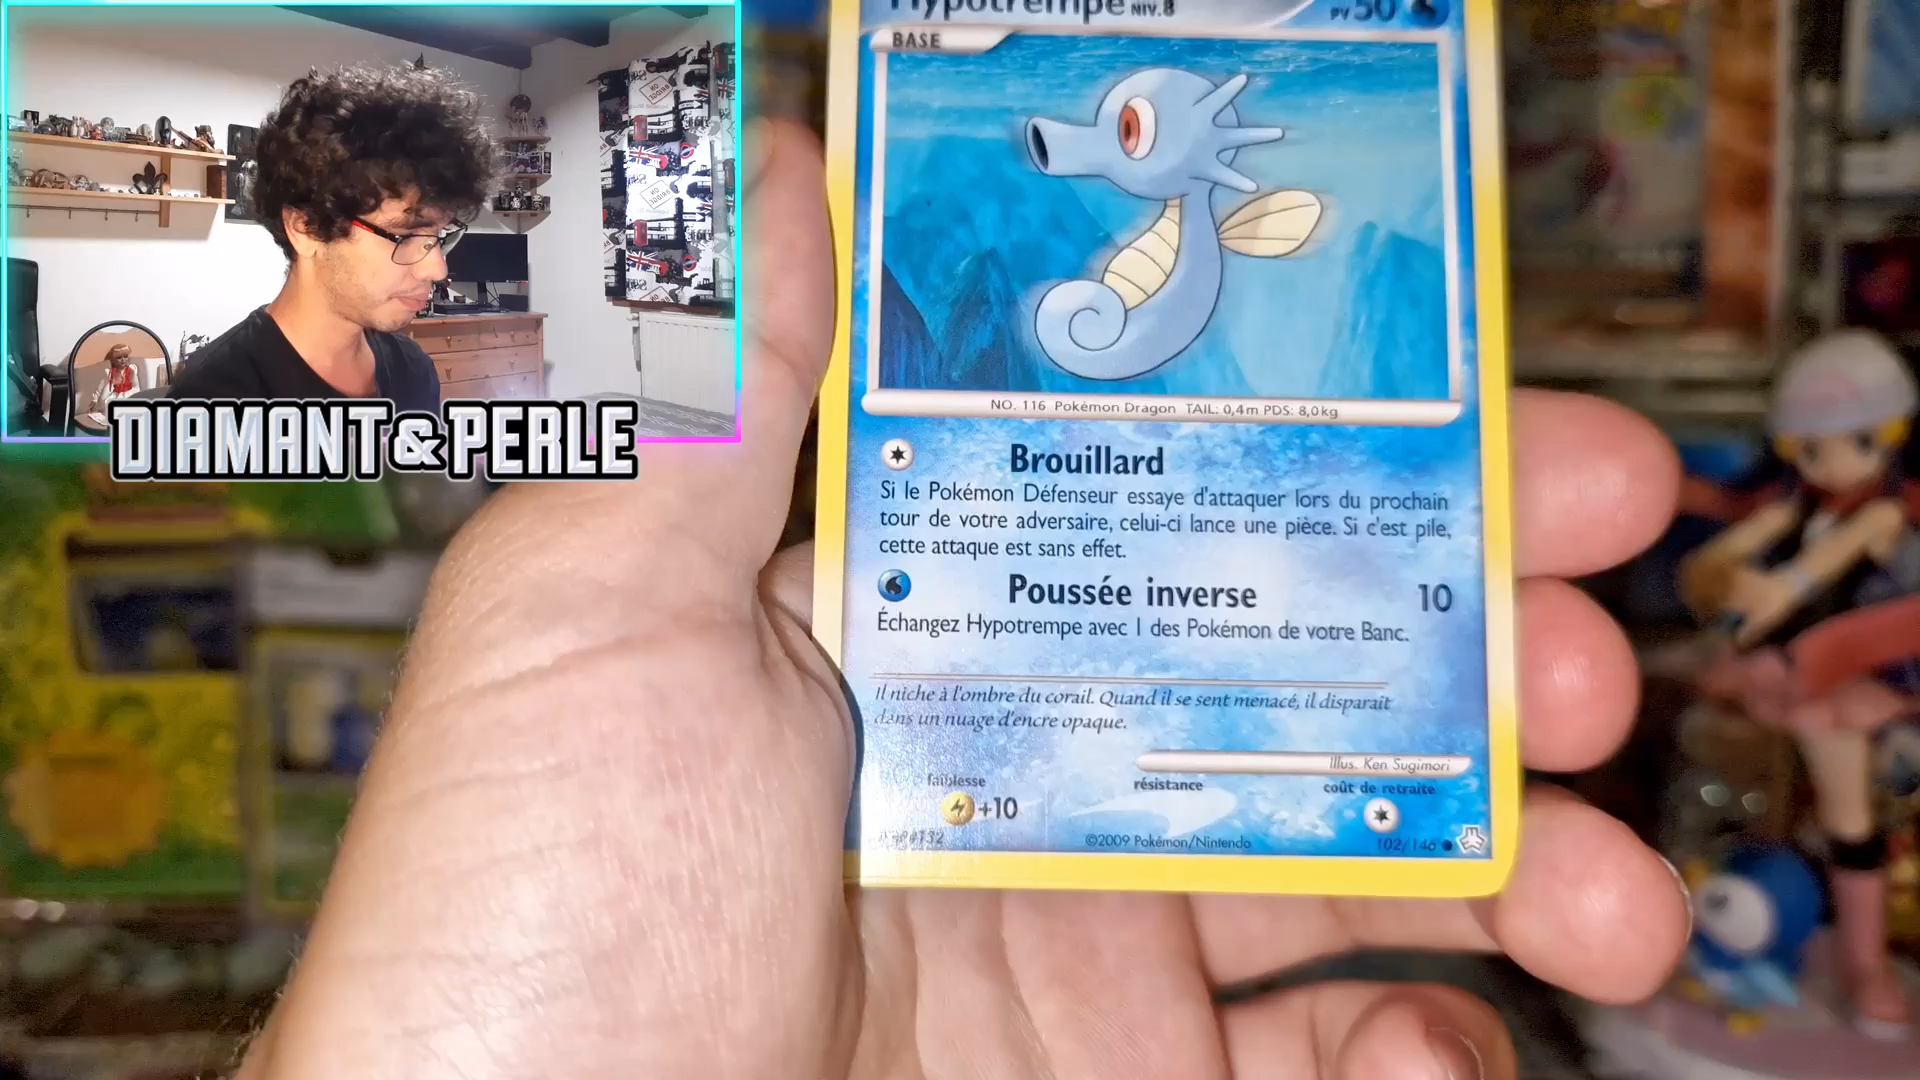 Hypotrempe NIV.8
PV 50
BASE
DIAMANT&PERLE
NO. 116 Pokémon Dragon TAIL: 0,4m PDS: 8,0kg
Brouillard
Si le Pokémon Défenseur essaye d'attaquer lors du prochain
tour de votre adversaire, celui-ci lance une pièce. Si c'est pile,
cette attaque est sans effet.
Poussée inverse 10
Échangez Hypotrempe avec 1 des Pokémon de votre Banc.
Il niche à l'ombre du corail. Quand il se sent menacé, il disparaît
dans un nuage d'encre opaque.
Illus. Ken Sugimori
faiblesse
résistance
coût de retraite
+10
©2009 Pokémon/Nintendo
102/146